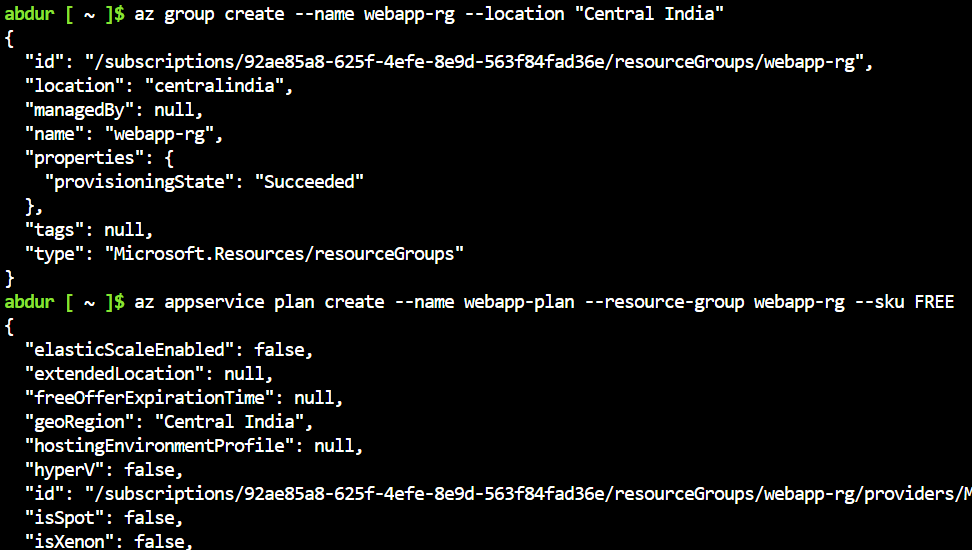 abdur [ ~ ]$ az group create --name webapp-rg --location "Central India"
{
  "id": "/subscriptions/92ae85a8-625f-4efe-8e9d-563f84fad36e/resourceGroups/webapp-rg",
  "location": "centralindia",
  "managedBy": null,
  "name": "webapp-rg",
  "properties": {
    "provisioningState": "Succeeded"
  },
  "tags": null,
  "type": "Microsoft.Resources/resourceGroups"
}
abdur [ ~ ]$ az appservice plan create --name webapp-plan --resource-group webapp-rg --sku FREE
{
  "elasticScaleEnabled": false,
  "extendedLocation": null,
  "freeOfferExpirationTime": null,
  "geoRegion": "Central India",
  "hostingEnvironmentProfile": null,
  "hyperV": false,
  "id": "/subscriptions/92ae85a8-625f-4efe-8e9d-563f84fad36e/resourceGroups/webapp-rg/providers/M
  "isSpot": false,
  "isXenon": false,